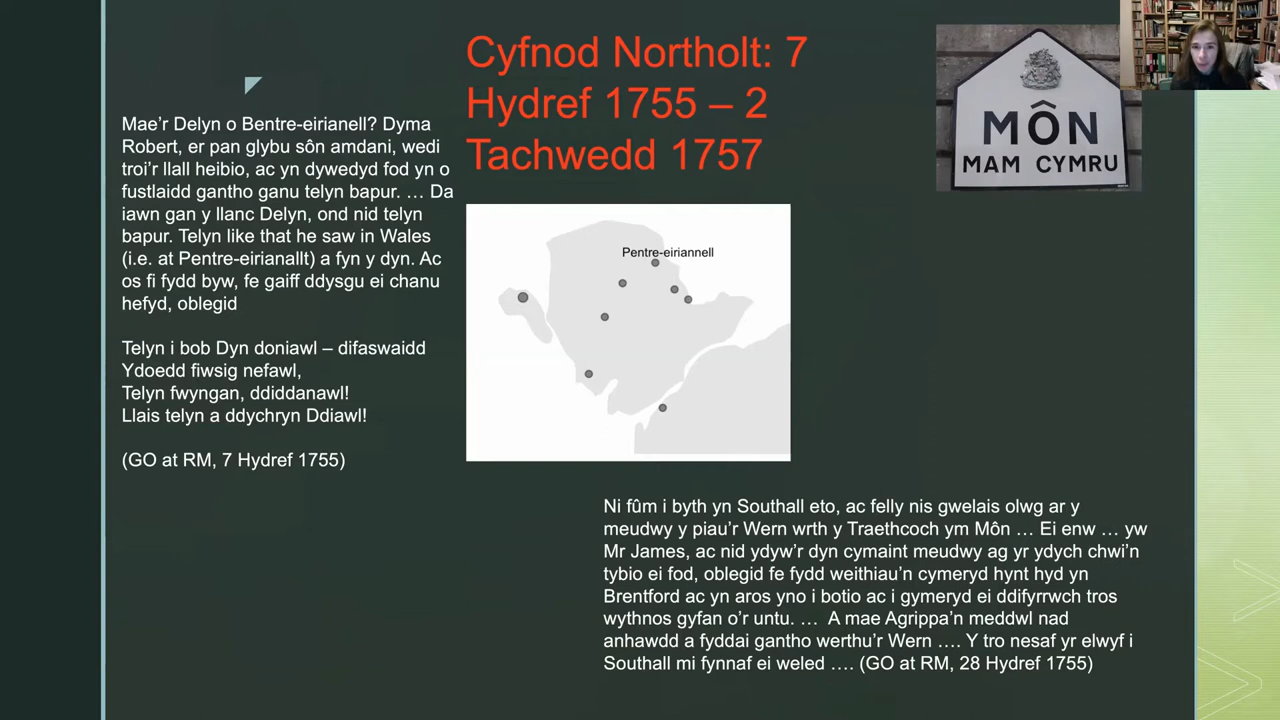 Cyfnod Northolt: 7
Hydref 1755 – 2
Tachwedd 1757
MÔN
MAM CYMRU
Mae’r Delyn o Bentre-eirianell? Dyma
Robert, er pan glybu sôn amdani, wedi
troi’r llall heibio, ac yn dywedyd fod yn o
fustlaidd gantho ganu telyn bapur. … Da
iawn gan y llanc Delyn, ond nid telyn
bapur. Telyn like that he saw in Wales
(i.e. at Pentre-eirianallt) a fyn y dyn. Ac
os fi fydd byw, fe gaiff ddysgu ei chanu
hefyd, oblegid
Telyn i bob Dyn doniawl – difaswaidd
Ydoedd fiwsig nefawl,
Telyn fwyngan, ddiddanawl!
Llais telyn a ddychryn Ddiawl!
(GO at RM, 7 Hydref 1755)
Pentre-eiriannell
Ni fûm i byth yn Southall eto, ac felly nis gwelais olwg ar y
meudwy y piau’r Wern wrth y Traethcoch ym Môn … Ei enw … yw
Mr James, ac nid ydyw’r dyn cymaint meudwy ag yr ydych chwi’n
tybio ei fod, oblegid fe fydd weithiau’n cymeryd hynt hyd yn
Brentford ac yn aros yno i botio ac i gymeryd ei ddifyrrwch tros
wythnos gyfan o’r untu. … A mae Agrippa’n meddwl nad
anhawdd a fyddai gantho werthu’r Wern …. Y tro nesaf yr elwyf i
Southall mi fynnaf ei weled …. (GO at RM, 28 Hydref 1755)